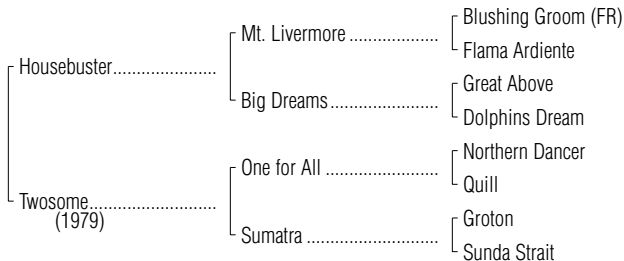 Blushing Groom (FR)
Mt. Livermore ....................
Flama Ardiente
Housebuster.......................
Great Above
Big Dreams........................
Dolphins Dream
Northern Dancer
One for All .........................
Quill
Twosome............................
(1979)
Groton
Sumatra .............................
Sunda Strait